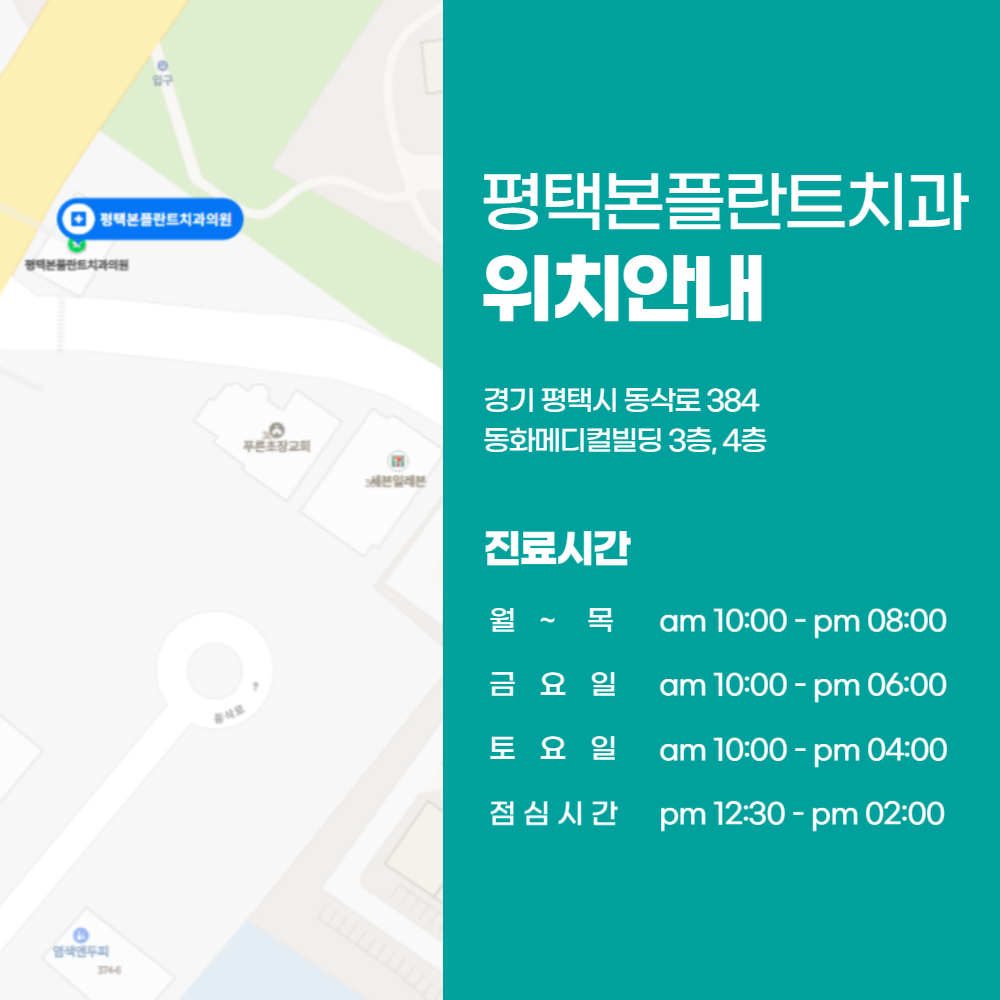 입구
평택본플란트치과의원
평택본플란트치과의원
푸른초장교회
세븐일레븐
동삭로
염색엔두피
374-6
평택본플란트치과
위치안내
경기 평택시 동삭로 384
동화메디컬빌딩 3층, 4층
진료시간
월 ~ 목 am 10:00 - pm 08:00
금 요 일 am 10:00 - pm 06:00
토 요 일 am 10:00 - pm 04:00
점심시간 pm 12:30 - pm 02:00